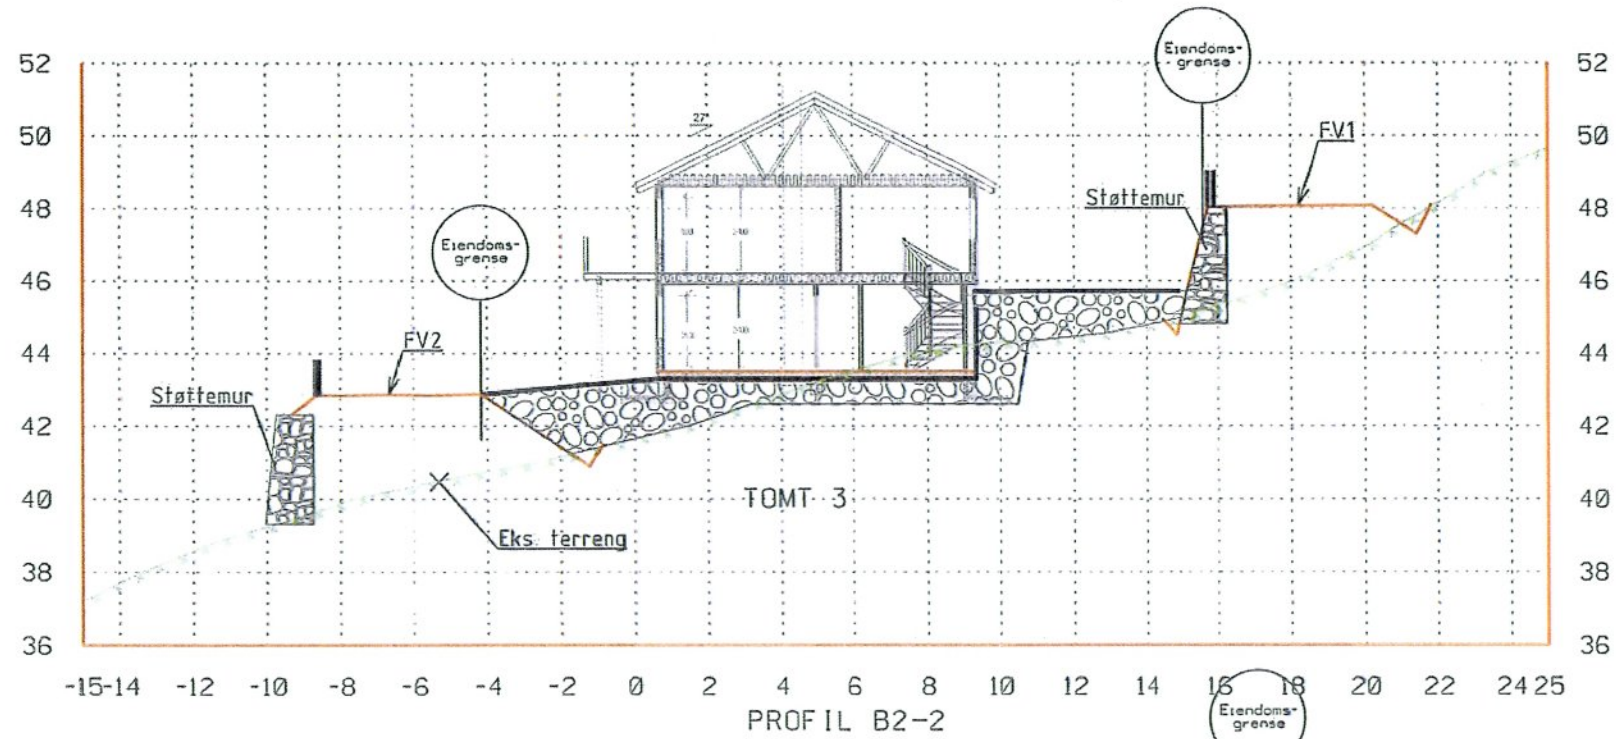 Eiendoms-
grense
52 52
50 50
27°
FV1
48 48
Støttemur
Eiendoms-
grense
46 46
44 44
FV2
Støttemur
42 42
40 40
TOMT 3
Eks. terreng
38 38
36 36
-15 -14 -12 -10 -8 -6 -4 -2 0 2 4 6 8 10 12 14 16 18 20 22 24 25
PROFIL B2-2
Eiendoms-
grense